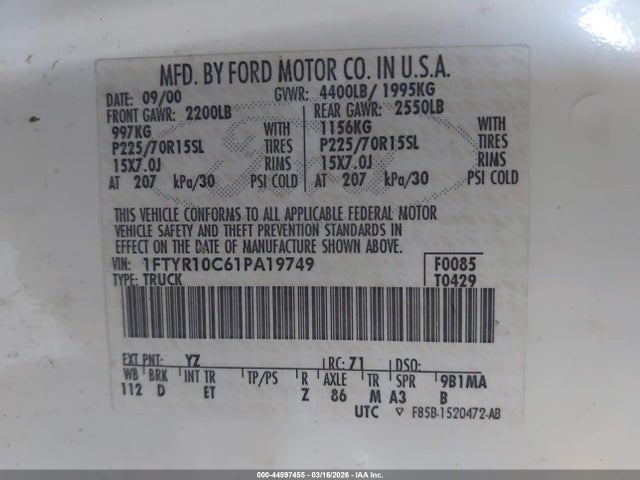 MFD. BY FORD MOTOR CO. IN U.S.A.
DATE: 09/00 GVWR: 4400LB/ 1995KG
FRONT GAWR: 2200LB REAR GAWR: 2550LB
997KG WITH 1156KG WITH
P225/70R15SL TIRES P225/70R15SL TIRES
15X7.0J RIMS 15X7.0J RIMS
AT 207 kPa/30 PSI COLD AT 207 kPa/30 PSI COLD
THIS VEHICLE CONFORMS TO ALL APPLICABLE FEDERAL MOTOR
VEHICLE SAFETY AND THEFT PREVENTION STANDARDS IN
EFFECT ON THE DATE OF MANUFACTURE SHOWN ABOVE.
VIN: 1FTYR10C61PA19749 F0085
TYPE: TRUCK T0429
EXT PNT: YZ RC: 71 DSO:
WB BRK INT TR TP/PS R AXLE TR SPR 9B1MA
112 D ET Z 86 M A3 B
UTC ▽ F85B-1520472-AB
000-44597455 - 03/16/2026 - COPART.CA